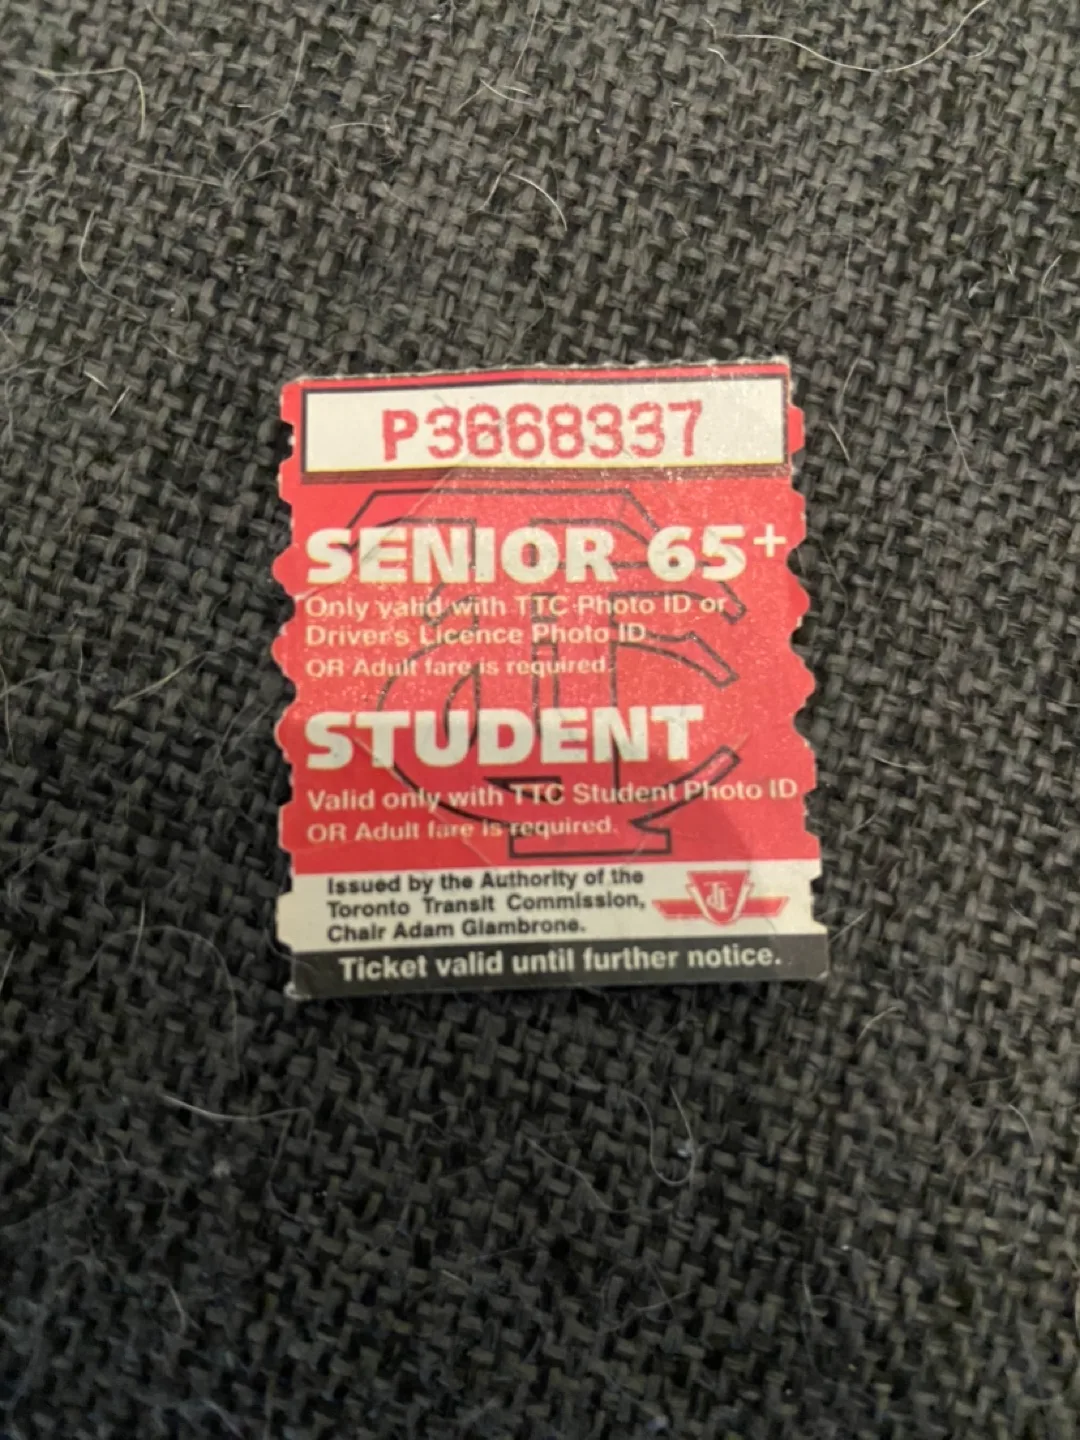 P3668337
SENIOR 65+
Only valid with TTC Photo ID or
Driver's Licence Photo ID
OR Adult fare is required.
STUDENT
Valid only with TTC Student Photo ID
OR Adult fare is required.
Issued by the Authority of the
Toronto Transit Commission,
Chair Adam Giambrone.
TTC
Ticket valid until further notice.